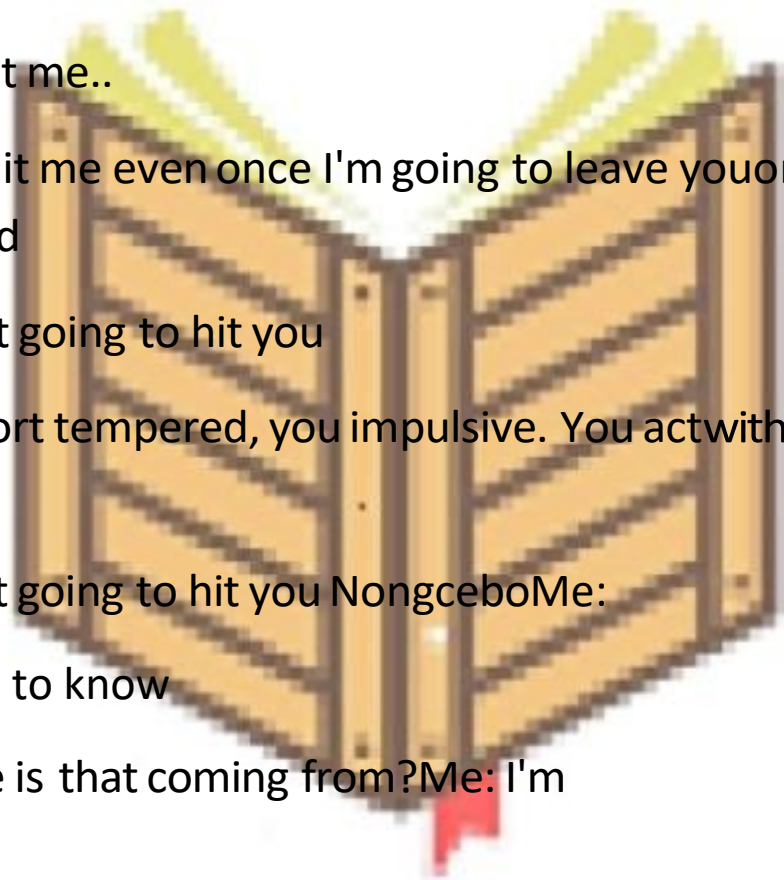 t me..
it me even once I'm going to leave youor
d
t going to hit you
ort tempered, you impulsive. You actwith
t going to hit you NongceboMe:
to know
e is that coming from?Me: I'm